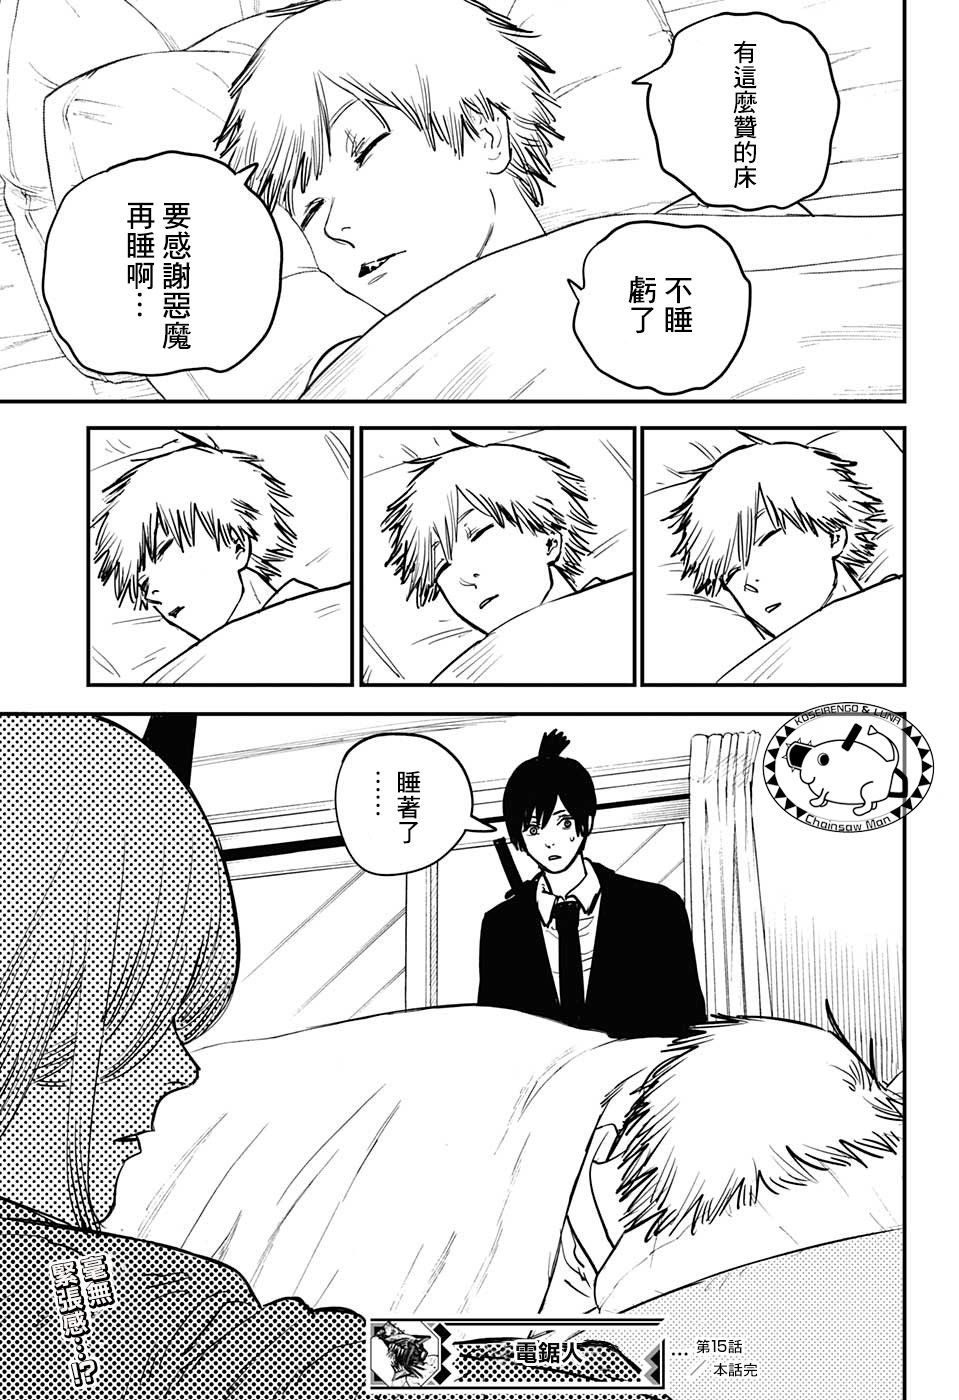 有這麼贊的床
不睡
虧了
要感謝惡魔
再睡啊…
睡著了
……
KOSEIRENGO & LUNA
Chainsaw Man
毫無
緊張感…!?
電鋸人
…
第15話
本話完